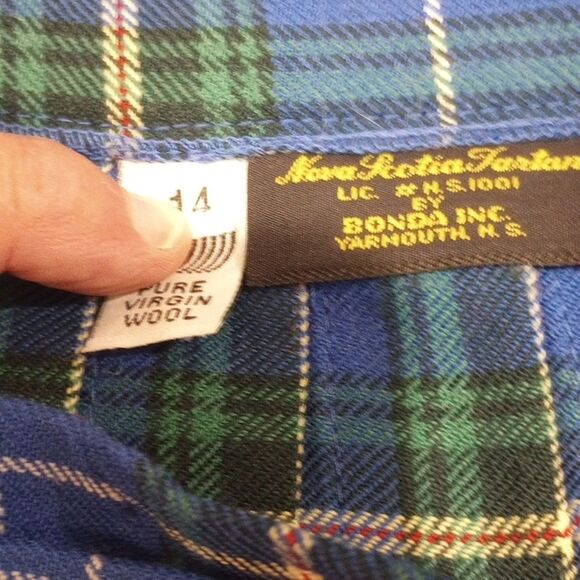 Nova Scotia Tartan
LIC. # N.S.1001
BY
BONDA INC.
YARMOUTH, N.S.
14
PURE
VIRGIN
WOOL